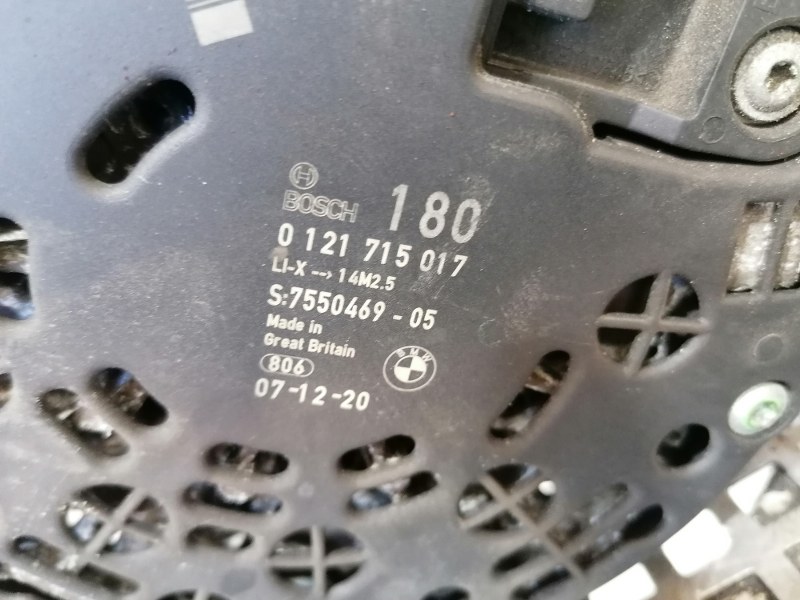 BOSCH 180
0 121 715 017
LI-X --> 14M2.5
S:7550469 - 05
Made in
Great Britain
806
BMW
07-12-20